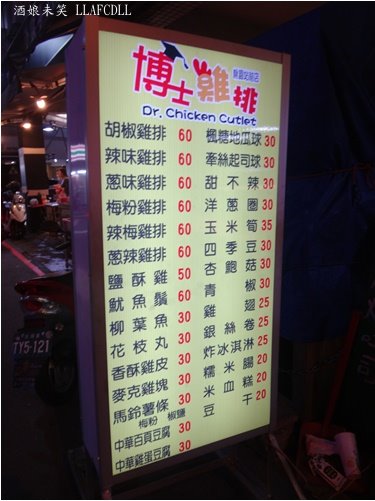 酒娘未笑 LLAFCDLL
博士雞排
Dr. Chicken Cutlet
胡椒雞排 60
辣味雞排 60
蔥味雞排 60
梅粉雞排 60
辣梅雞排 60
蔥辣雞排 60
鹽酥雞 50
魷魚鬚 60
柳葉魚 30
花枝丸 30
香酥雞皮 30
麥克雞塊 30
馬鈴薯條 30
梅粉 椒鹽
中華百頁豆腐 30
中華雞蛋豆腐 30
楓糖地瓜球 30
牽絲起司球 30
甜不辣 30
洋蔥圈 30
玉米筍 35
四季豆 30
杏鮑菇 30
青椒 30
雞翅 25
銀絲卷 25
炸冰淇淋 25
糯米腸 20
米血糕 20
豆干 20
TY5-121